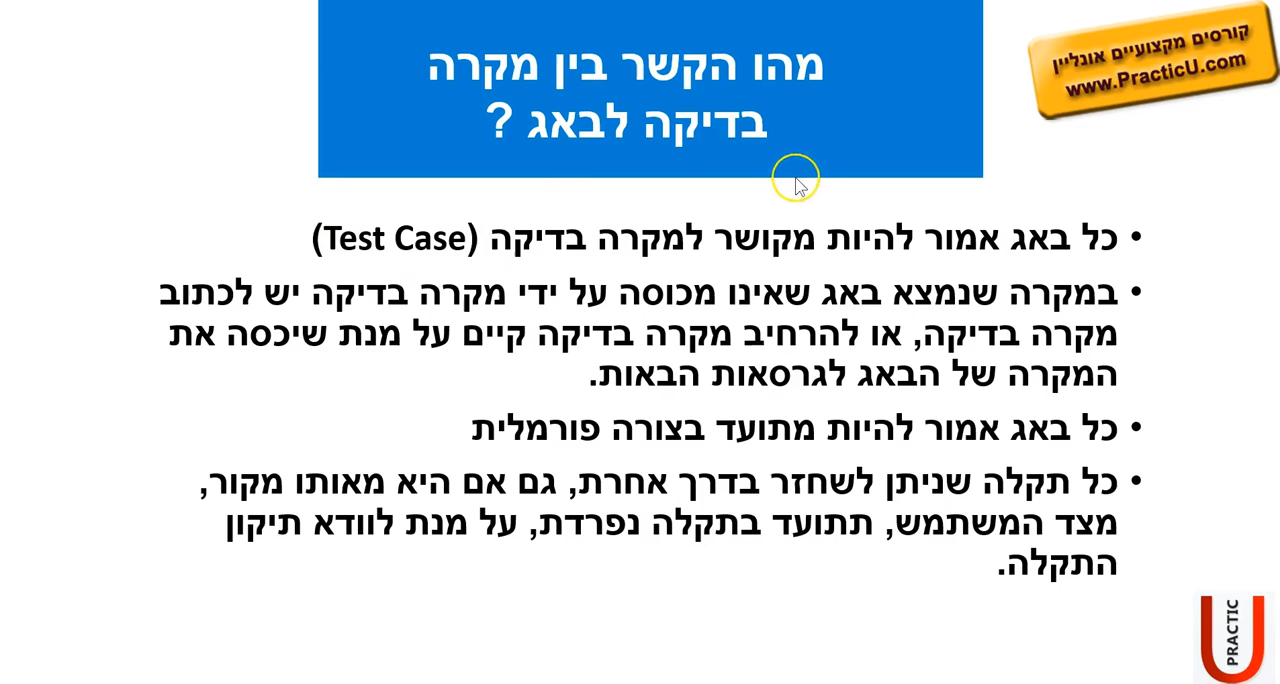 מהו הקשר בין מקרה
בדיקה לבאג ?
קורסים מקצועיים אונליין
www.PracticU.com
• כל באג אמור להיות מקושר למקרה בדיקה (Test Case)
• במקרה שנמצא באג שאינו מכוסה על ידי מקרה בדיקה יש לכתוב
מקרה בדיקה, או להרחיב מקרה בדיקה קיים על מנת שיכסה את
המקרה של הבאג לגרסאות הבאות.
• כל באג אמור להיות מתועד בצורה פורמלית
• כל תקלה שניתן לשחזר בדרך אחרת, גם אם היא מאותו מקור,
מצד המשתמש, תתועד בתקלה נפרדת, על מנת לוודא תיקון
התקלה.
U PRACTIC